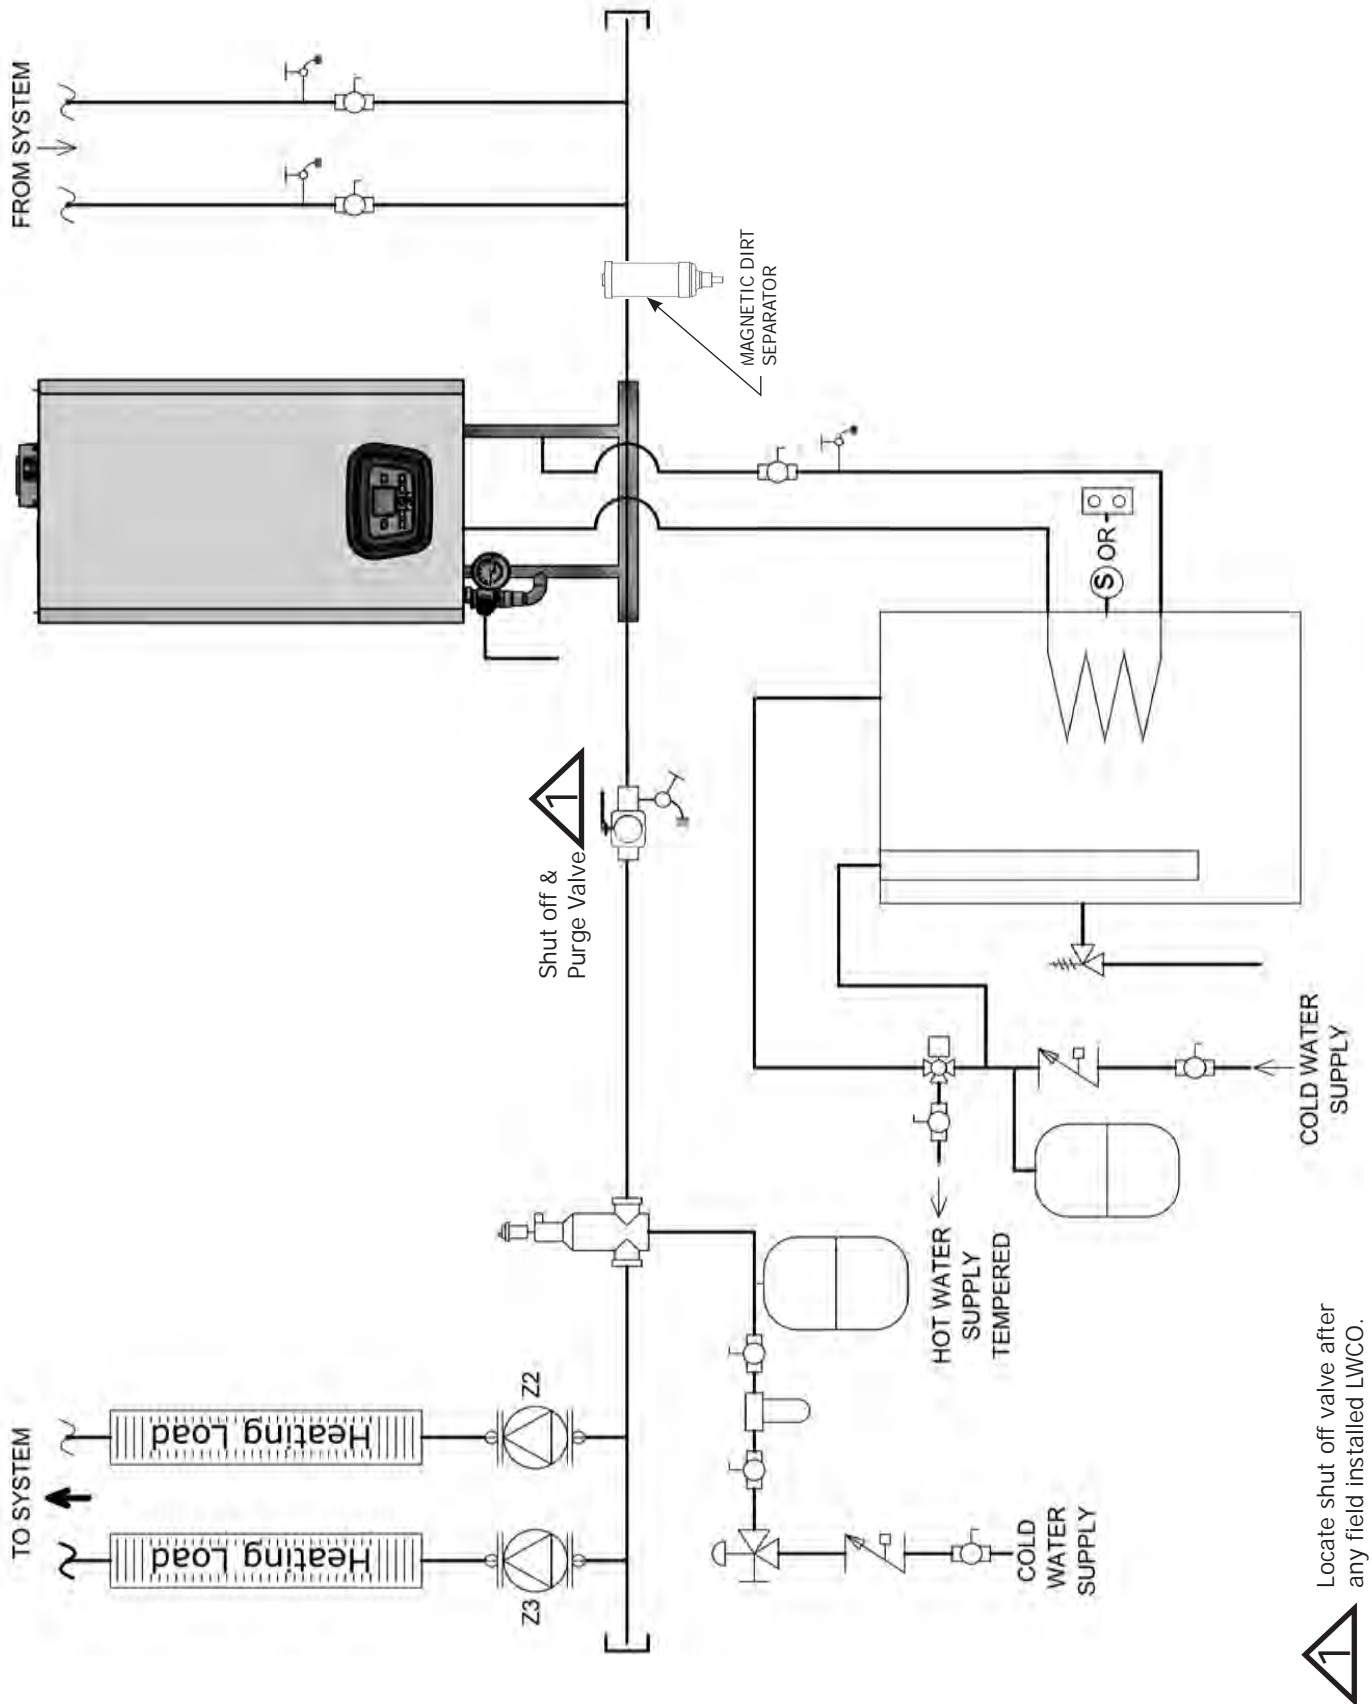 FROM SYSTEM
MAGNETIC DIRT
SEPARATOR
S OR
Shut off &
Purge Valve
1
COLD WATER
SUPPLY
HOT WATER
SUPPLY
TEMPERED
TO SYSTEM
Heating Load
Heating Load
Z2
Z3
COLD
WATER
SUPPLY
1
Locate shut off valve after
any field installed LWCO.